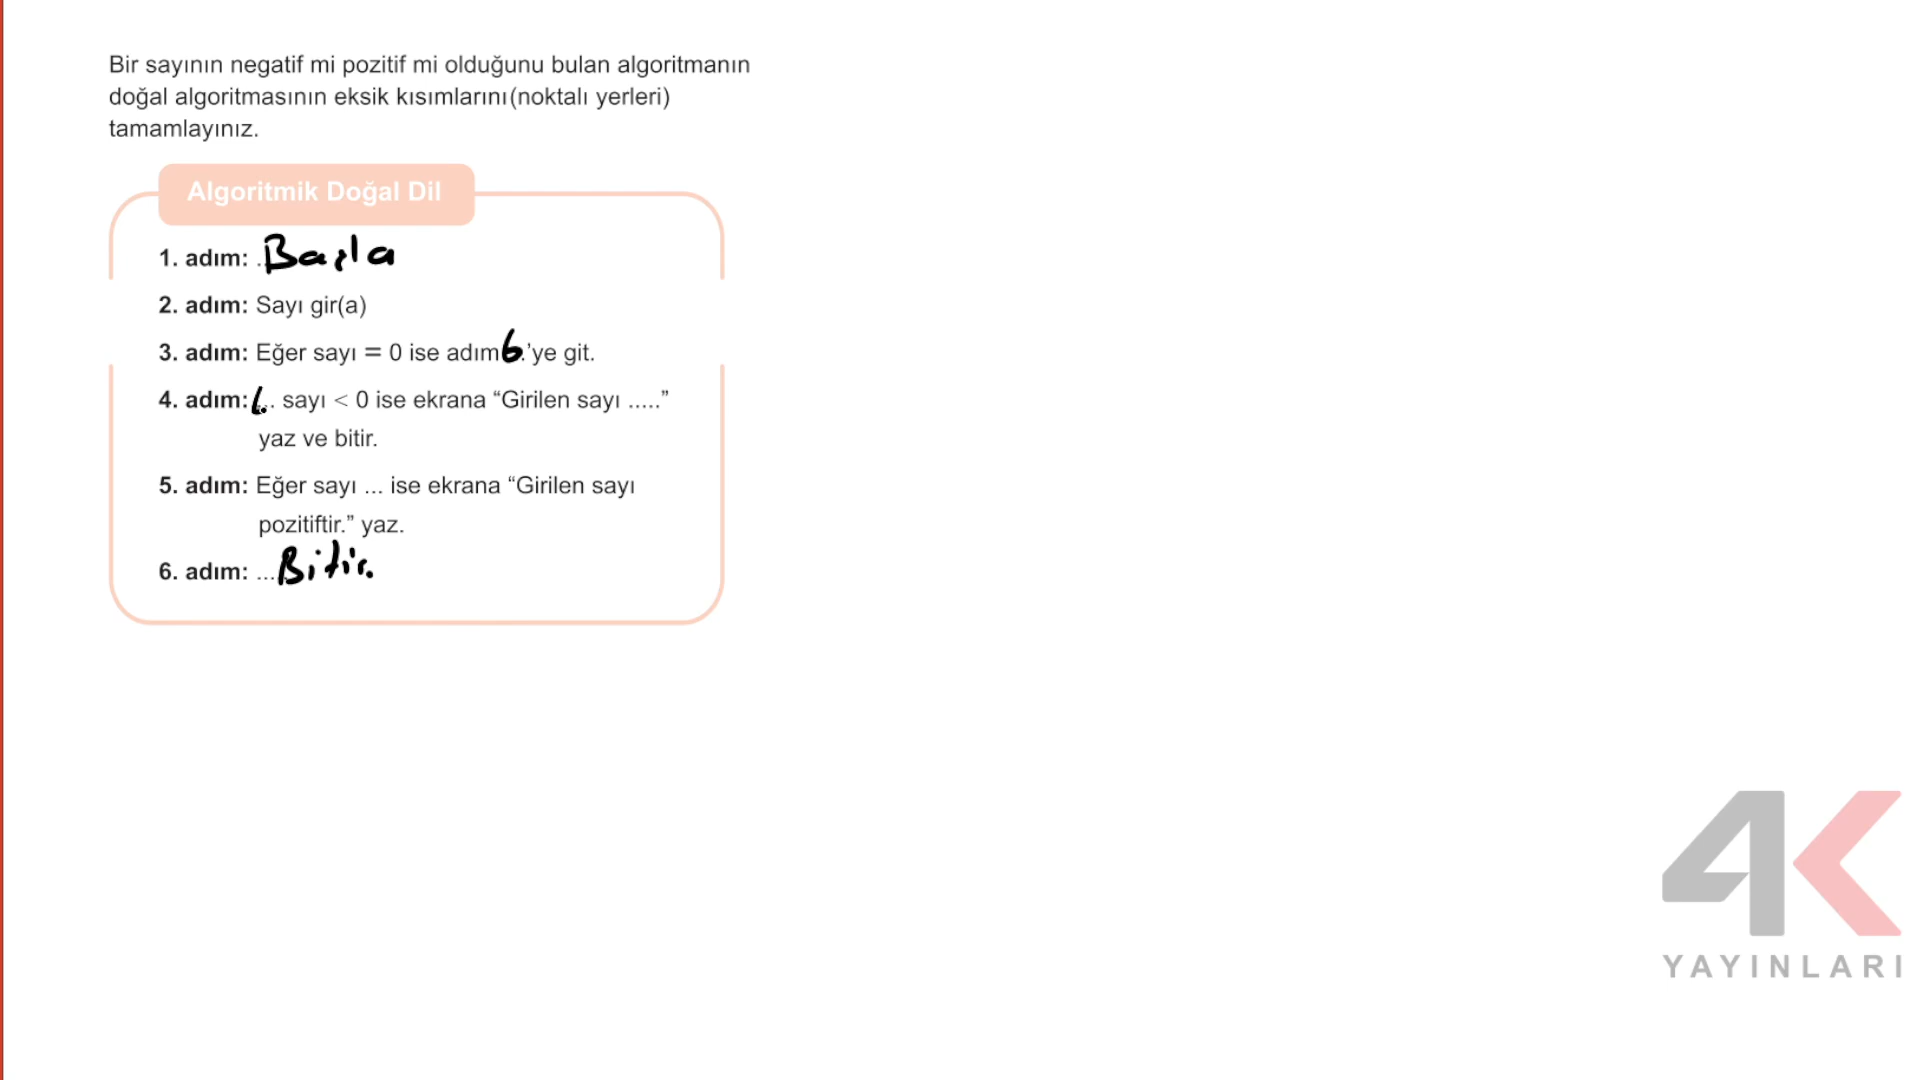 Bir sayının negatif mi pozitif mi olduğunu bulan algoritmanın
doğal algoritmasının eksik kısımlarını(noktalı yerleri)
tamamlayınız.
Algoritmik Doğal Dil
1. adım: .Başla
2. adım: Sayı gir(a)
3. adım: Eğer sayı = 0 ise adım 6.’ye git.
4. adım: ... sayı < 0 ise ekrana “Girilen sayı .....”
yaz ve bitir.
5. adım: Eğer sayı ... ise ekrana “Girilen sayı
pozitiftir.” yaz.
6. adım: ...Bitir.
4K
YAYINLARI